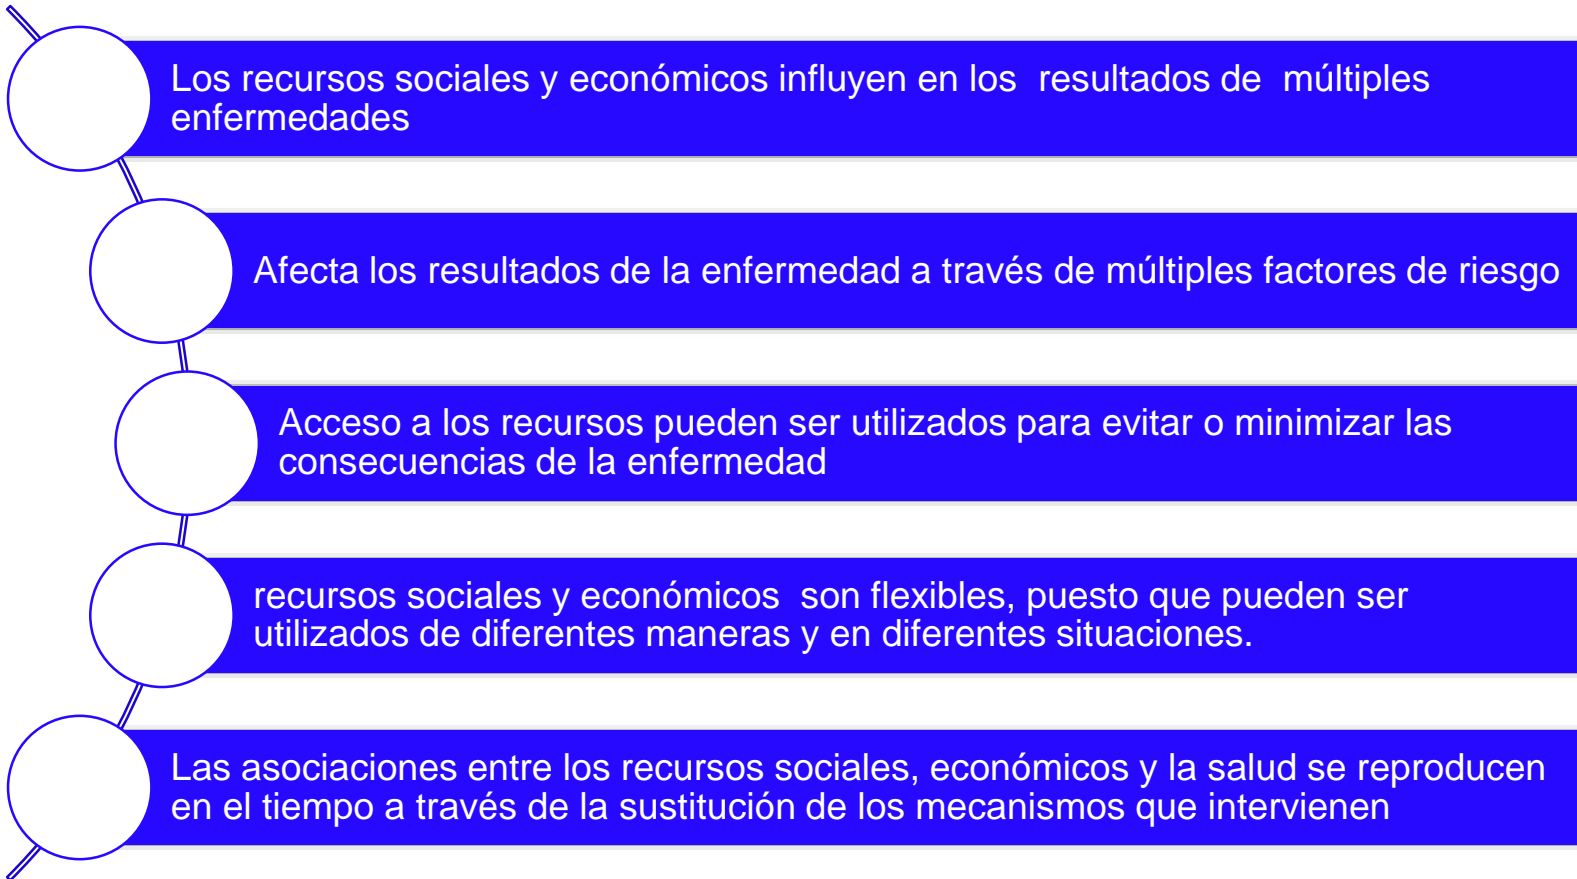 Los recursos sociales y económicos influyen en los  resultados de  múltiples
enfermedades
Afecta los resultados de la enfermedad a través de múltiples factores de riesgo
Acceso a los recursos pueden ser utilizados para evitar o minimizar las
consecuencias de la enfermedad
recursos sociales y económicos  son flexibles, puesto que pueden ser
utilizados de diferentes maneras y en diferentes situaciones.
Las asociaciones entre los recursos sociales, económicos y la salud se reproducen
en el tiempo a través de la sustitución de los mecanismos que intervienen